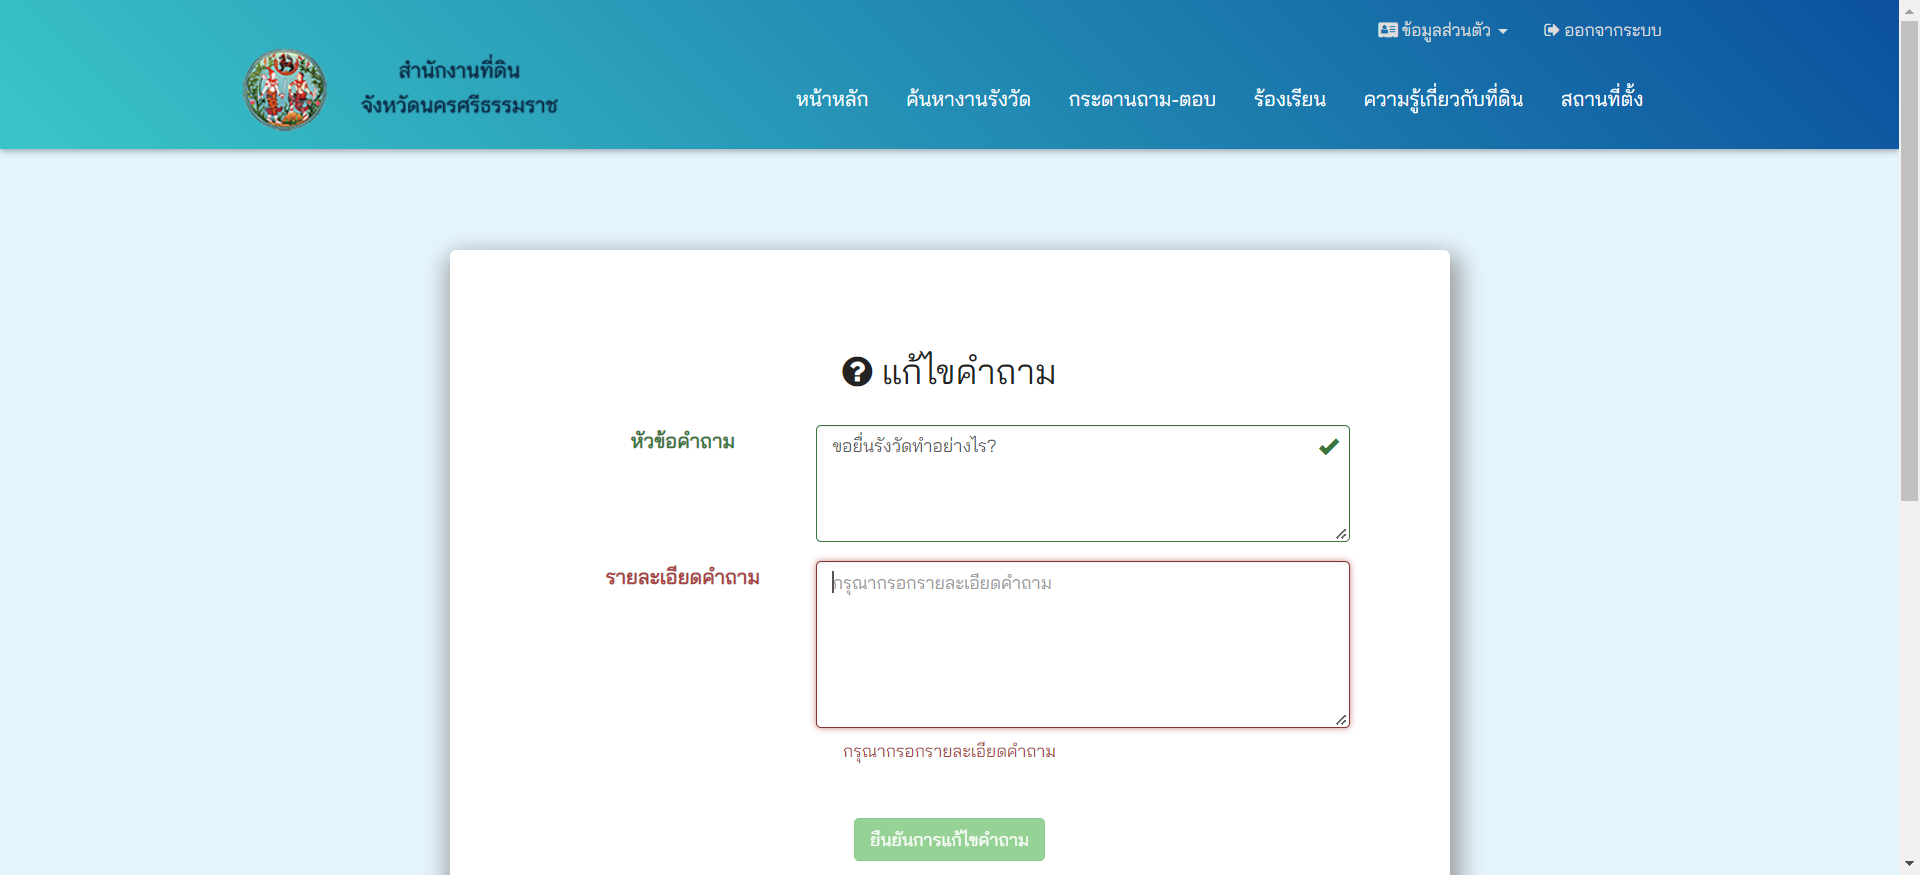 ข้อมูลส่วนตัว
ออกจากระบบ
สำนักงานที่ดิน
จังหวัดนครศรีธรรมราช
หน้าหลัก
ค้นหางานรังวัด
กระดานถาม-ตอบ
ร้องเรียน
ความรู้เกี่ยวกับที่ดิน
สถานที่ตั้ง
แก้ไขคำถาม
หัวข้อคำถาม
ขอยื่นรังวัดทำอย่างไร?
รายละเอียดคำถาม
กรุณากรอกรายละเอียดคำถาม
กรุณากรอกรายละเอียดคำถาม
ยืนยันการแก้ไขคำถาม